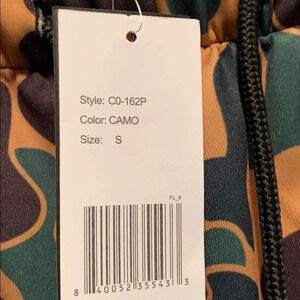 Style: C0-162P
Color: CAMO
Size: S
FL_8
8 40052 35543 3